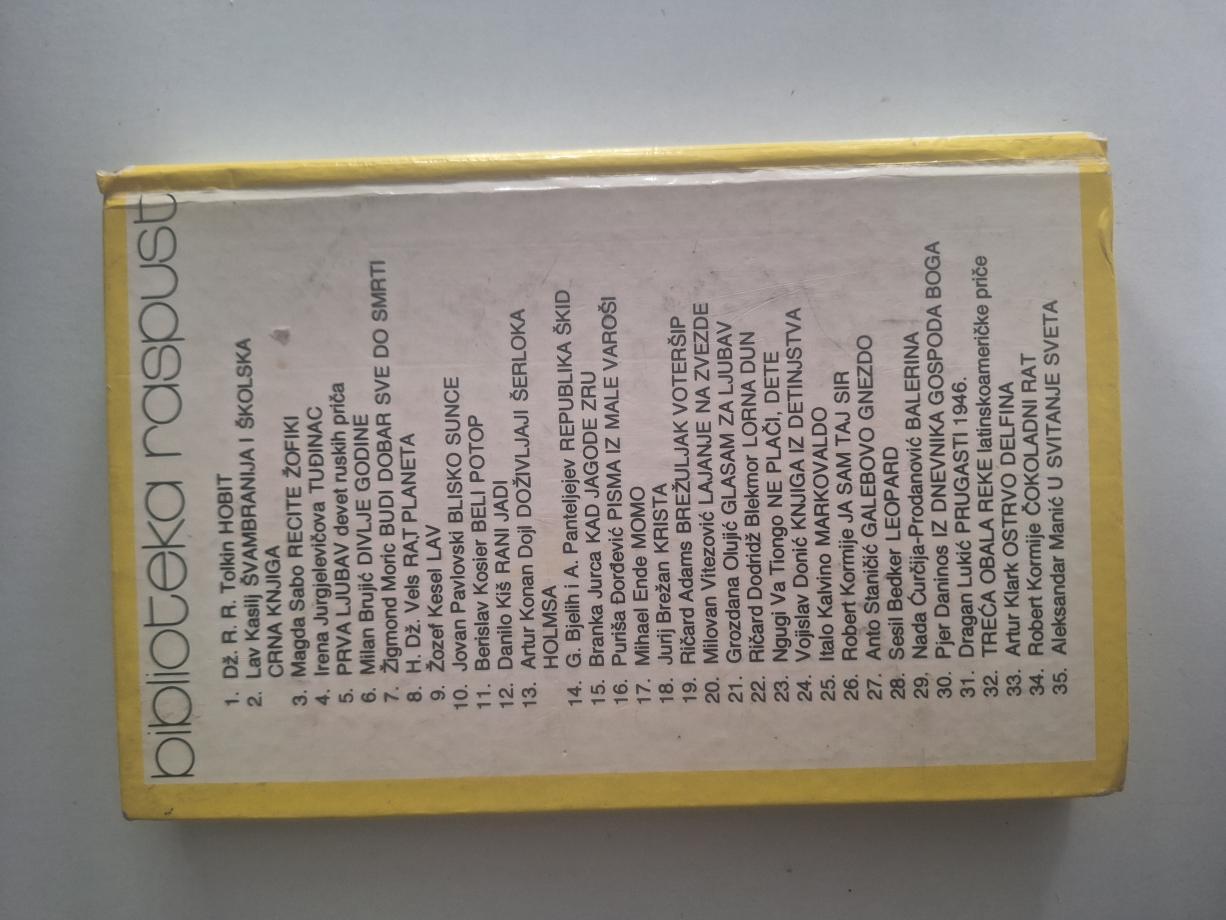 biblioteka raspust
1. Dž. R. R. Tolkin HOBIT
2. Lav Kasilj ŠVAMBRANIJA I ŠKOLSKA
CRNA KNJIGA
3. Magda Sabo RECITE ŽOFIKI
4. Irena Jurgjelevičova TUĐINAC
5. PRVA LJUBAV devet ruskih priča
6. Milan Brujić DIVLJE GODINE
7. Žigmond Moric BUDI DOBAR SVE DO SMRTI
8. H. Dž. Vels RAT PLANETA
9. Žozef Kesel LAV
10. Jovan Pavlovski BLISKO SUNCE
11. Berislav Kosier BELI POTOP
12. Danilo Kiš RANI JADI
13. Artur Konan Dojl DOŽIVLJAJI ŠERLOKA
HOLMSA
14. G. Bjelih i A. Panteljejev REPUBLIKA ŠKID
15. Branka Jurca KAD JAGODE ZRU
16. Puriša Đorđević PISMA IZ MALE VAROŠI
17. Mihael Ende MOMO
18. Jurij Brežan KRISTA
19. Ričard Adams BREŽULJAK VOTERŠIP
20. Milovan Vitezović LAJANJE NA ZVEZDE
21. Grozdana Olujić GLASAM ZA LJUBAV
22. Ričard Dodridž Blekmor LORNA DUN
23. Ngugi Va Tiongo NE PLAČI, DETE
24. Vojislav Donić KNJIGA IZ DETINJSTVA
25. Italo Kalvino MARKOVALDO
26. Robert Kormije JA SAM TAJ SIR
27. Anto Staničić GALEBOVO GNEZDO
28. Sesil Bedker LEOPARD
29. Nada Ćurčija-Prodanović BALERINA
30. Pjer Daninos IZ DNEVNIKA GOSPODA BOGA
31. Dragan Lukić PRUGASTI 1946.
32. TREĆA OBALA REKE latinskoameričke priče
33. Artur Klark OSTRVO DELFINA
34. Robert Kormije ČOKOLADNI RAT
35. Aleksandar Manić U SVITANJE SVETA